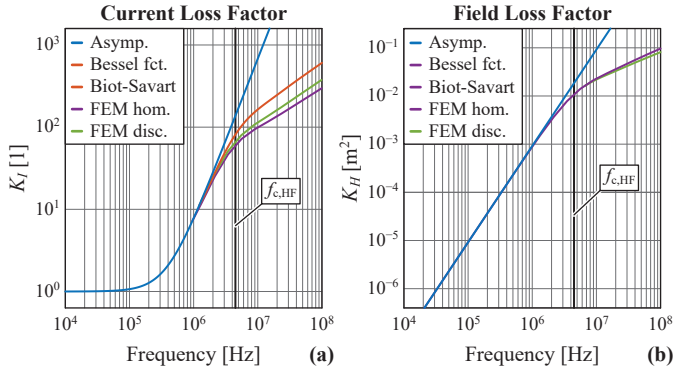 Current Loss Factor
K_I [1]
10³
10²
10¹
10⁰
Asymp.
Bessel fct.
Biot-Savart
FEM hom.
FEM disc.
f_c,HF
10⁴ 10⁵ 10⁶ 10⁷ 10⁸
Frequency [Hz]
(a)
Field Loss Factor
K_H [m²]
10⁻¹
10⁻²
10⁻³
10⁻⁴
10⁻⁵
10⁻⁶
Asymp.
Bessel fct.
Biot-Savart
FEM hom.
FEM disc.
f_c,HF
10⁴ 10⁵ 10⁶ 10⁷ 10⁸
Frequency [Hz]
(b)